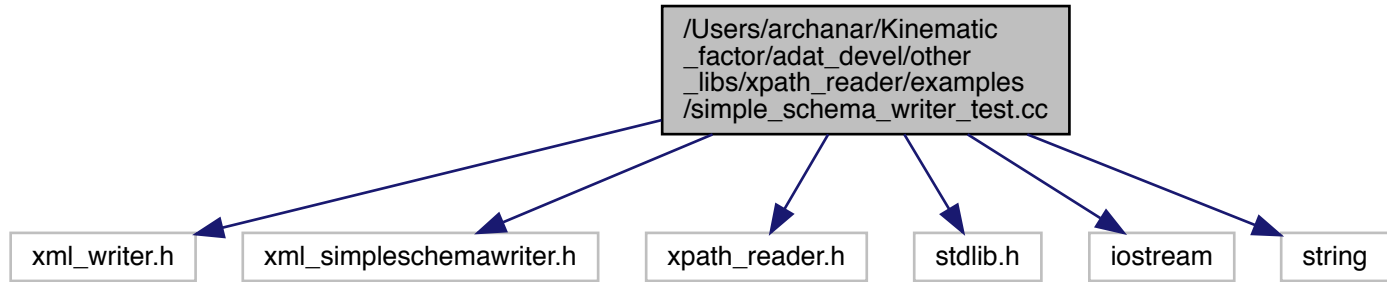 /Users/archanar/Kinematic
_factor/adat_devel/other
_libs/xpath_reader/examples
/simple_schema_writer_test.cc
xml_writer.h
xml_simpleschemawriter.h
xpath_reader.h
stdlib.h
iostream
string